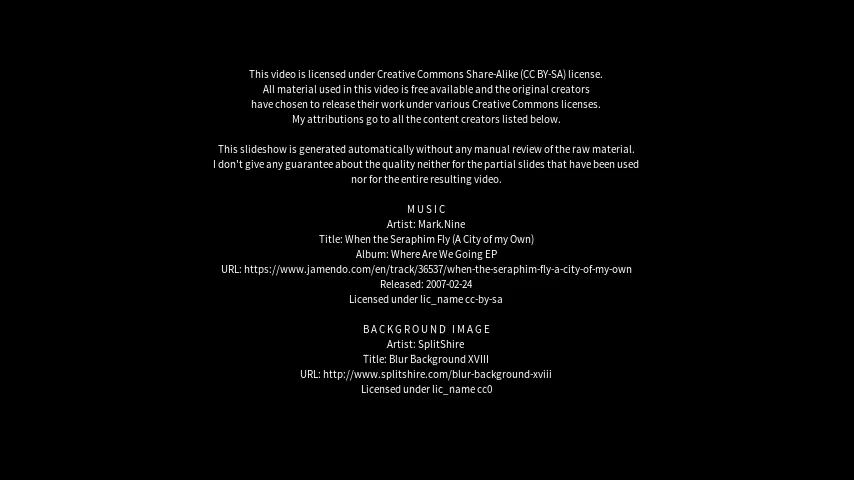 This video is licensed under Creative Commons Share-Alike (CC BY-SA) license.
All material used in this video is free available and the original creators
have chosen to release their work under various Creative Commons licenses.
My attributions go to all the content creators listed below.
This slideshow is generated automatically without any manual review of the raw material.
I don't give any guarantee about the quality neither for the partial slides that have been used
nor for the entire resulting video.
MUSIC
Artist: Mark.Nine
Title: When the Seraphim Fly (A City of my Own)
Album: Where Are We Going EP
URL: https://www.jamendo.com/en/track/36537/when-the-seraphim-fly-a-city-of-my-own
Released: 2007-02-24
Licensed under lic_name cc-by-sa
BACKGROUND IMAGE
Artist: SplitShire
Title: Blur Background XVIII
URL: http://www.splitshire.com/blur-background-xviii
Licensed under lic_name cc0